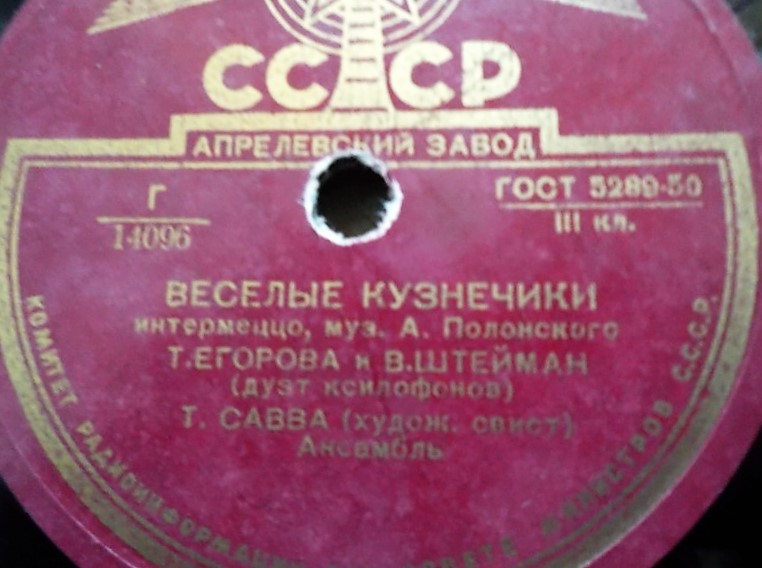 СССР
АПРЕЛЕВСКИЙ ЗАВОД
Г
14096
ГОСТ 5289-50
III кл.
ВЕСЕЛЫЕ КУЗНЕЧИКИ
интермеццо, муз. А. Полонского
Т. ЕГОРОВА и В. ШТЕЙМАН
(дуэт ксилофонов)
Т. САВВА (худож. свист)
Ансамбль
КОМИТЕТ РАДИОИНФОРМАЦИИ СОВЕТЕ МИНИСТРОВ С.С.С.Р.